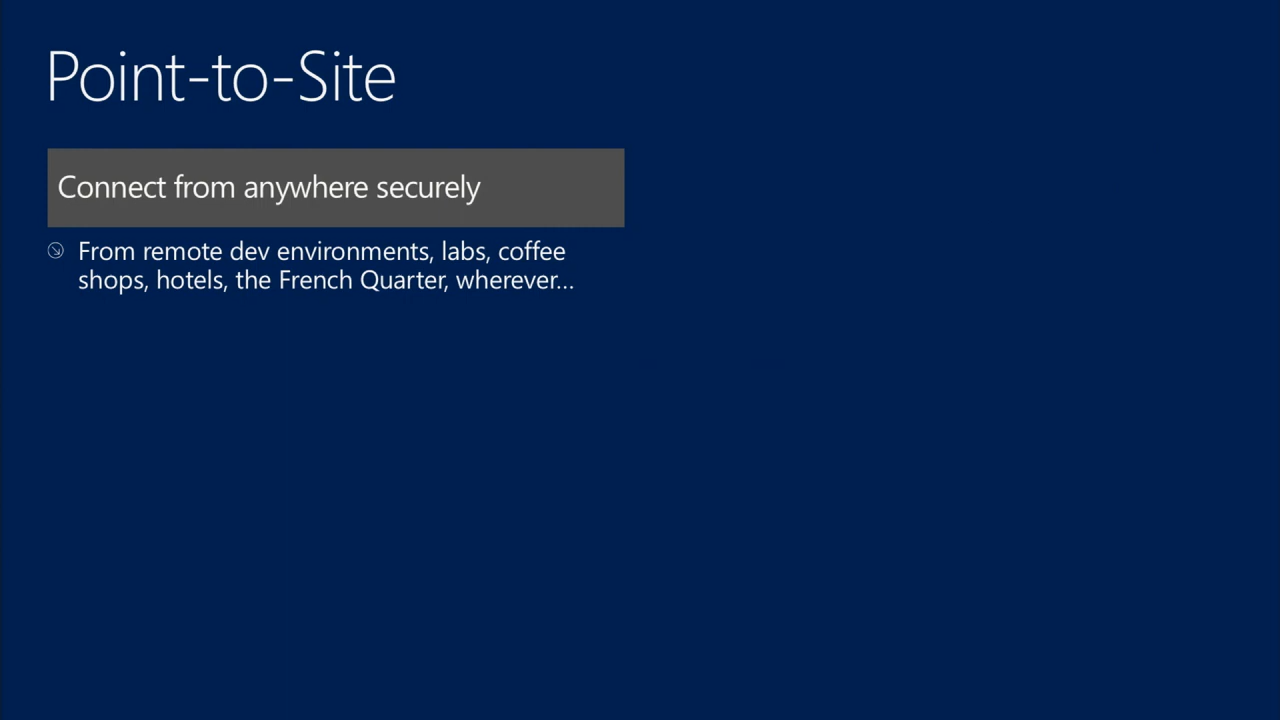 Point-to-Site
Connect from anywhere securely
From remote dev environments, labs, coffee
shops, hotels, the French Quarter, wherever...